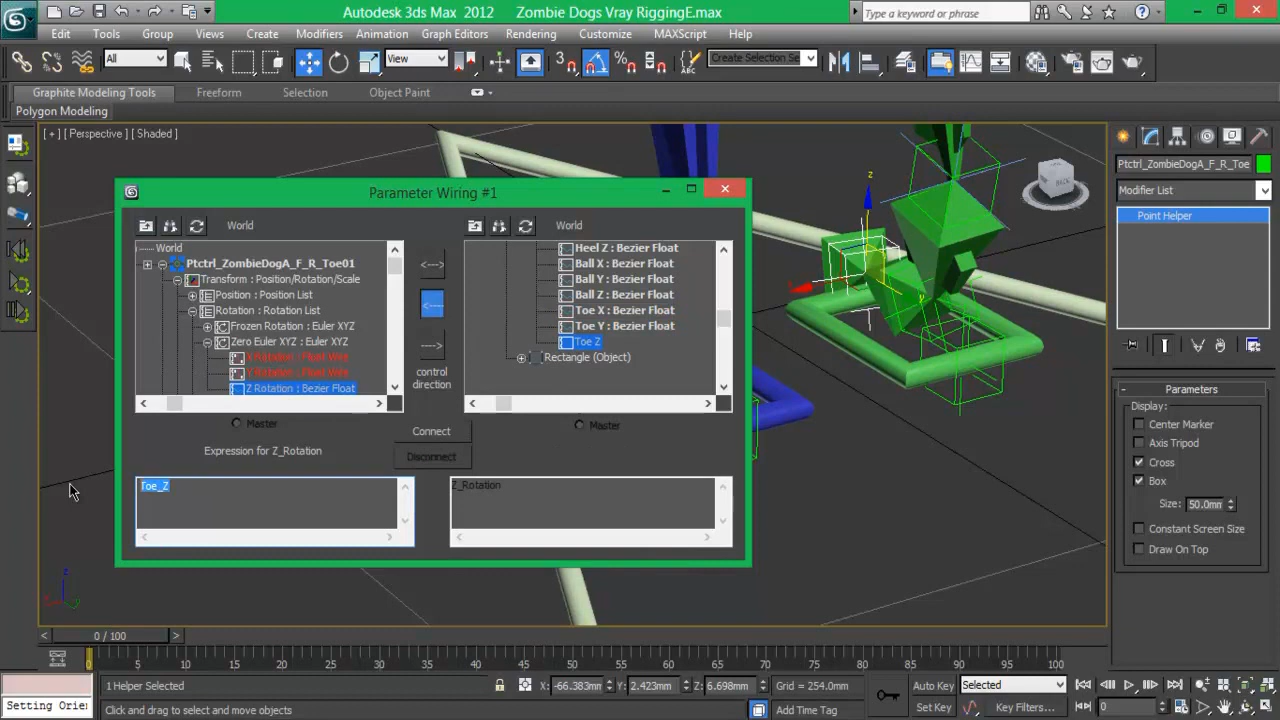 Autodesk 3ds Max 2012 Zombie Dogs Vray RiggingE.max
Type a keyword or phrase
Edit Tools Group Views Create Modifiers Animation Graph Editors Rendering Customize MAXScript Help
All
View
3
Create Selection Se
Graphite Modeling Tools Freeform Selection Object Paint
Polygon Modeling
[ + ] [ Perspective ] [ Shaded ]
Parameter Wiring #1
World
World
World
Ptctrl_ZombieDogA_F_R_Toe01
Transform : Position/Rotation/Scale
Position : Position List
Rotation : Rotation List
Frozen Rotation : Euler XYZ
Zero Euler XYZ : Euler XYZ
X Rotation : Float Wire
Y Rotation : Float Wire
Z Rotation : Bezier Float
<--->
<----
---->
control
direction
Heel Z : Bezier Float
Ball X : Bezier Float
Ball Y : Bezier Float
Ball Z : Bezier Float
Toe X : Bezier Float
Toe Y : Bezier Float
Toe Z
Rectangle (Object)
Master
Master
Connect
Disconnect
Expression for Z_Rotation
Toe_Z
Z_Rotation
z
x
y
BACK
Ptctrl_ZombieDogA_F_R_Toe
Modifier List
Point Helper
Parameters
Display:
Center Marker
Axis Tripod
Cross
Box
Size: 50.0mm
Constant Screen Size
Draw On Top
z
0 / 100
0 5 10 15 20 25 30 35 40 45 50 55 60 65 70 75 80 85 90 95 100
1 Helper Selected
X: -66.383mm Y: 2.423mm Z: 6.698mm Grid = 254.0mm
Auto Key Selected
Setting Orie
Click and drag to select and move objects
Add Time Tag
Set Key Key Filters... 0